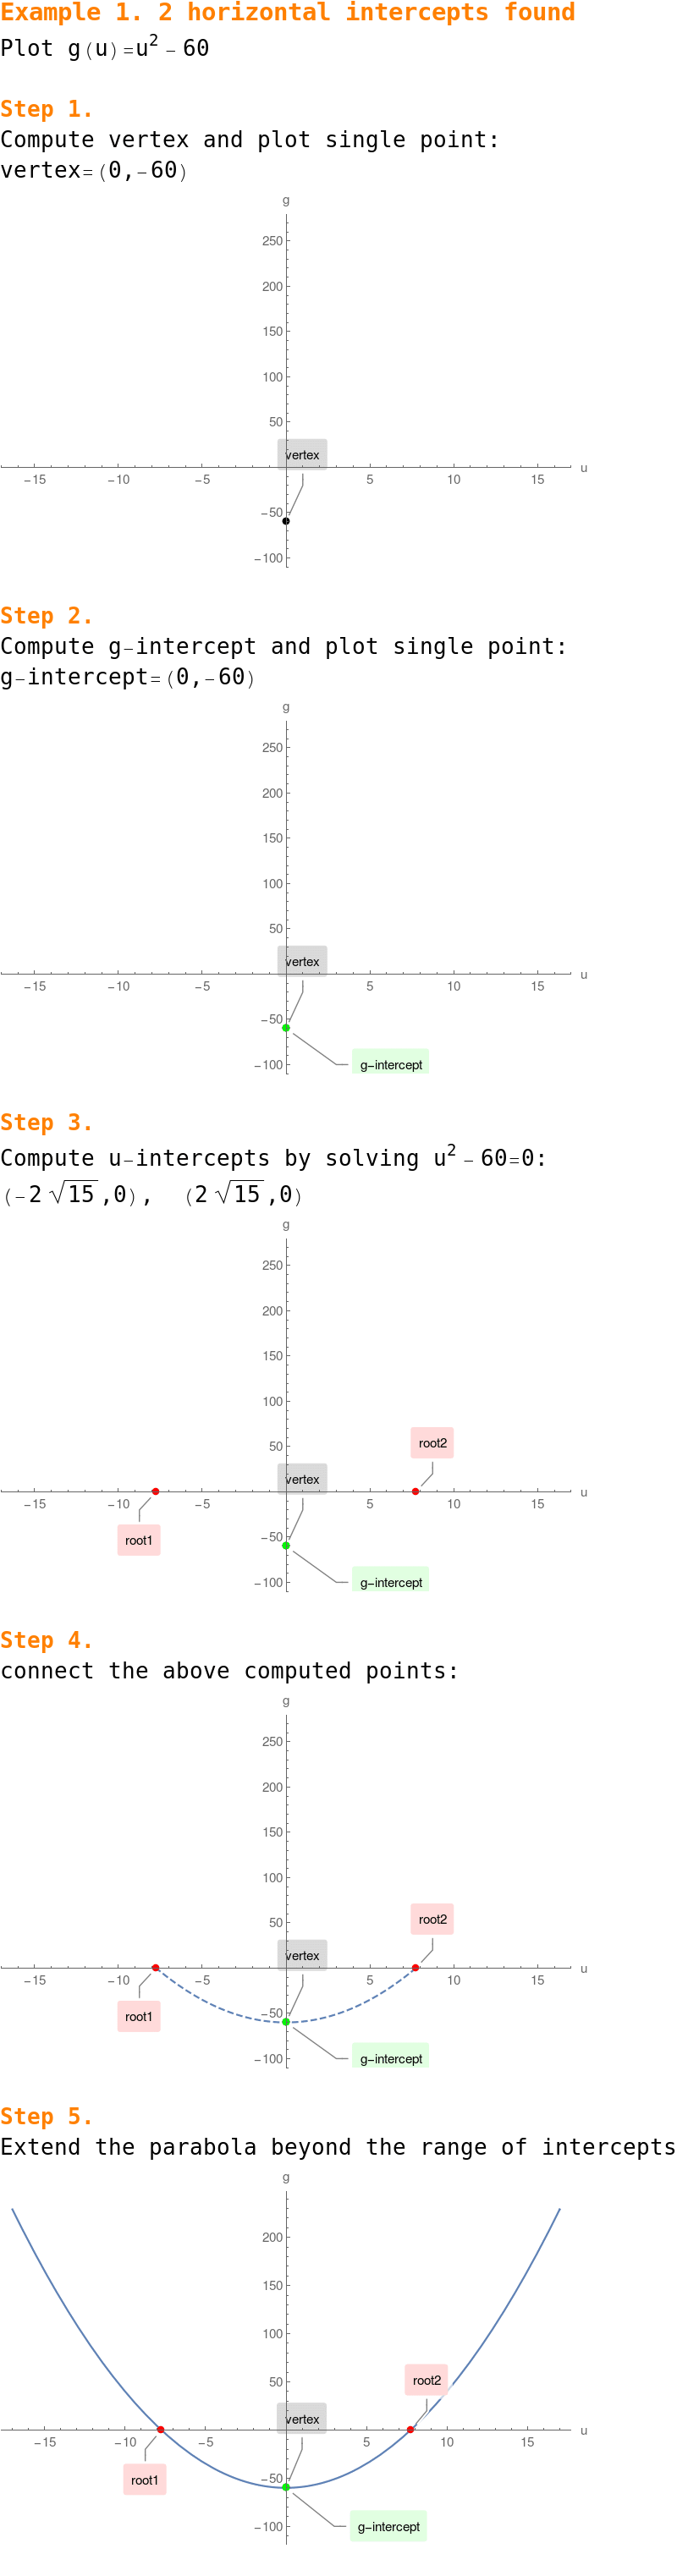 Example 1. 2 horizontal intercepts found
Plot g(u)=u² - 60
Step 1.
Compute vertex and plot single point:
vertex=(0,-60)
g
250
200
150
100
50
vertex
−15 −10 −5 5 10 15 u
−50
−100
Step 2.
Compute g-intercept and plot single point:
g-intercept=(0,-60)
g
250
200
150
100
50
vertex
−15 −10 −5 5 10 15 u
−50
−100 g−intercept
Step 3.
Compute u-intercepts by solving u² - 60=0:
(-2 √15,0), (2 √15,0)
g
250
200
150
100
50 root2
vertex
−15 −10 −5 5 10 15 u
root1 −50
−100 g−intercept
Step 4.
connect the above computed points:
g
250
200
150
100
50 root2
vertex
−15 −10 −5 5 10 15 u
root1 −50
−100 g−intercept
Step 5.
Extend the parabola beyond the range of intercepts
g
200
150
100
50 root2
vertex
−15 −10 −5 5 10 15 u
root1 −50
−100 g−intercept